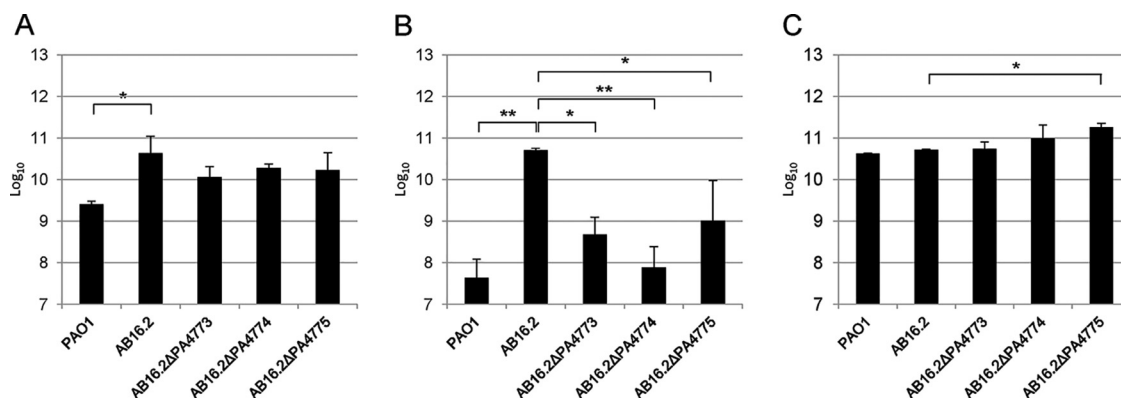 A
Log10
13
12
11
10
9
8
7
*
PAO1
AB16.2
AB16.2ΔPA4773
AB16.2ΔPA4774
AB16.2ΔPA4775
B
Log10
13
12
11
10
9
8
7
*
**
**
*
PAO1
AB16.2
AB16.2ΔPA4773
AB16.2ΔPA4774
AB16.2ΔPA4775
C
Log10
13
12
11
10
9
8
7
*
PAO1
AB16.2
AB16.2ΔPA4773
AB16.2ΔPA4774
AB16.2ΔPA4775